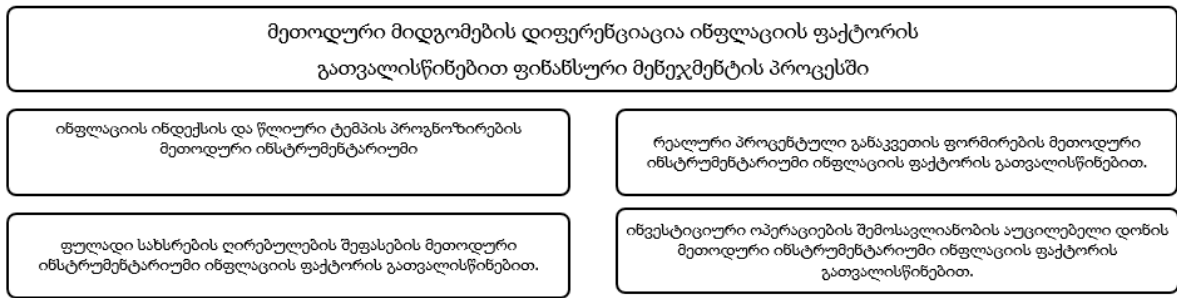 მეთოდური მიდგომების დიფერენციაცია ინფლაციის ფაქტორის
გათვალისწინებით ფინანსური მენეჯმენტის პროცესში
ინფლაციის ინდექსის და წლიური ტემპის პროგნოზირების
მეთოდური ინსტრუმენტარიუმი
რეალური პროცენტული განაკვეთის ფორმირების მეთოდური
ინსტრუმენტარიუმი ინფლაციის ფაქტორის გათვალისწინებით.
ფულადი სახსრების ღირებულების შეფასების მეთოდური
ინსტრუმენტარიუმი ინფლაციის ფაქტორის გათვალისწინებით.
ინვესტიციური ოპერაციების შემოსავლიანობის აუცილებელი დონის
მეთოდური ინსტრუმენტარიუმი ინფლაციის ფაქტორის
გათვალისწინებით.